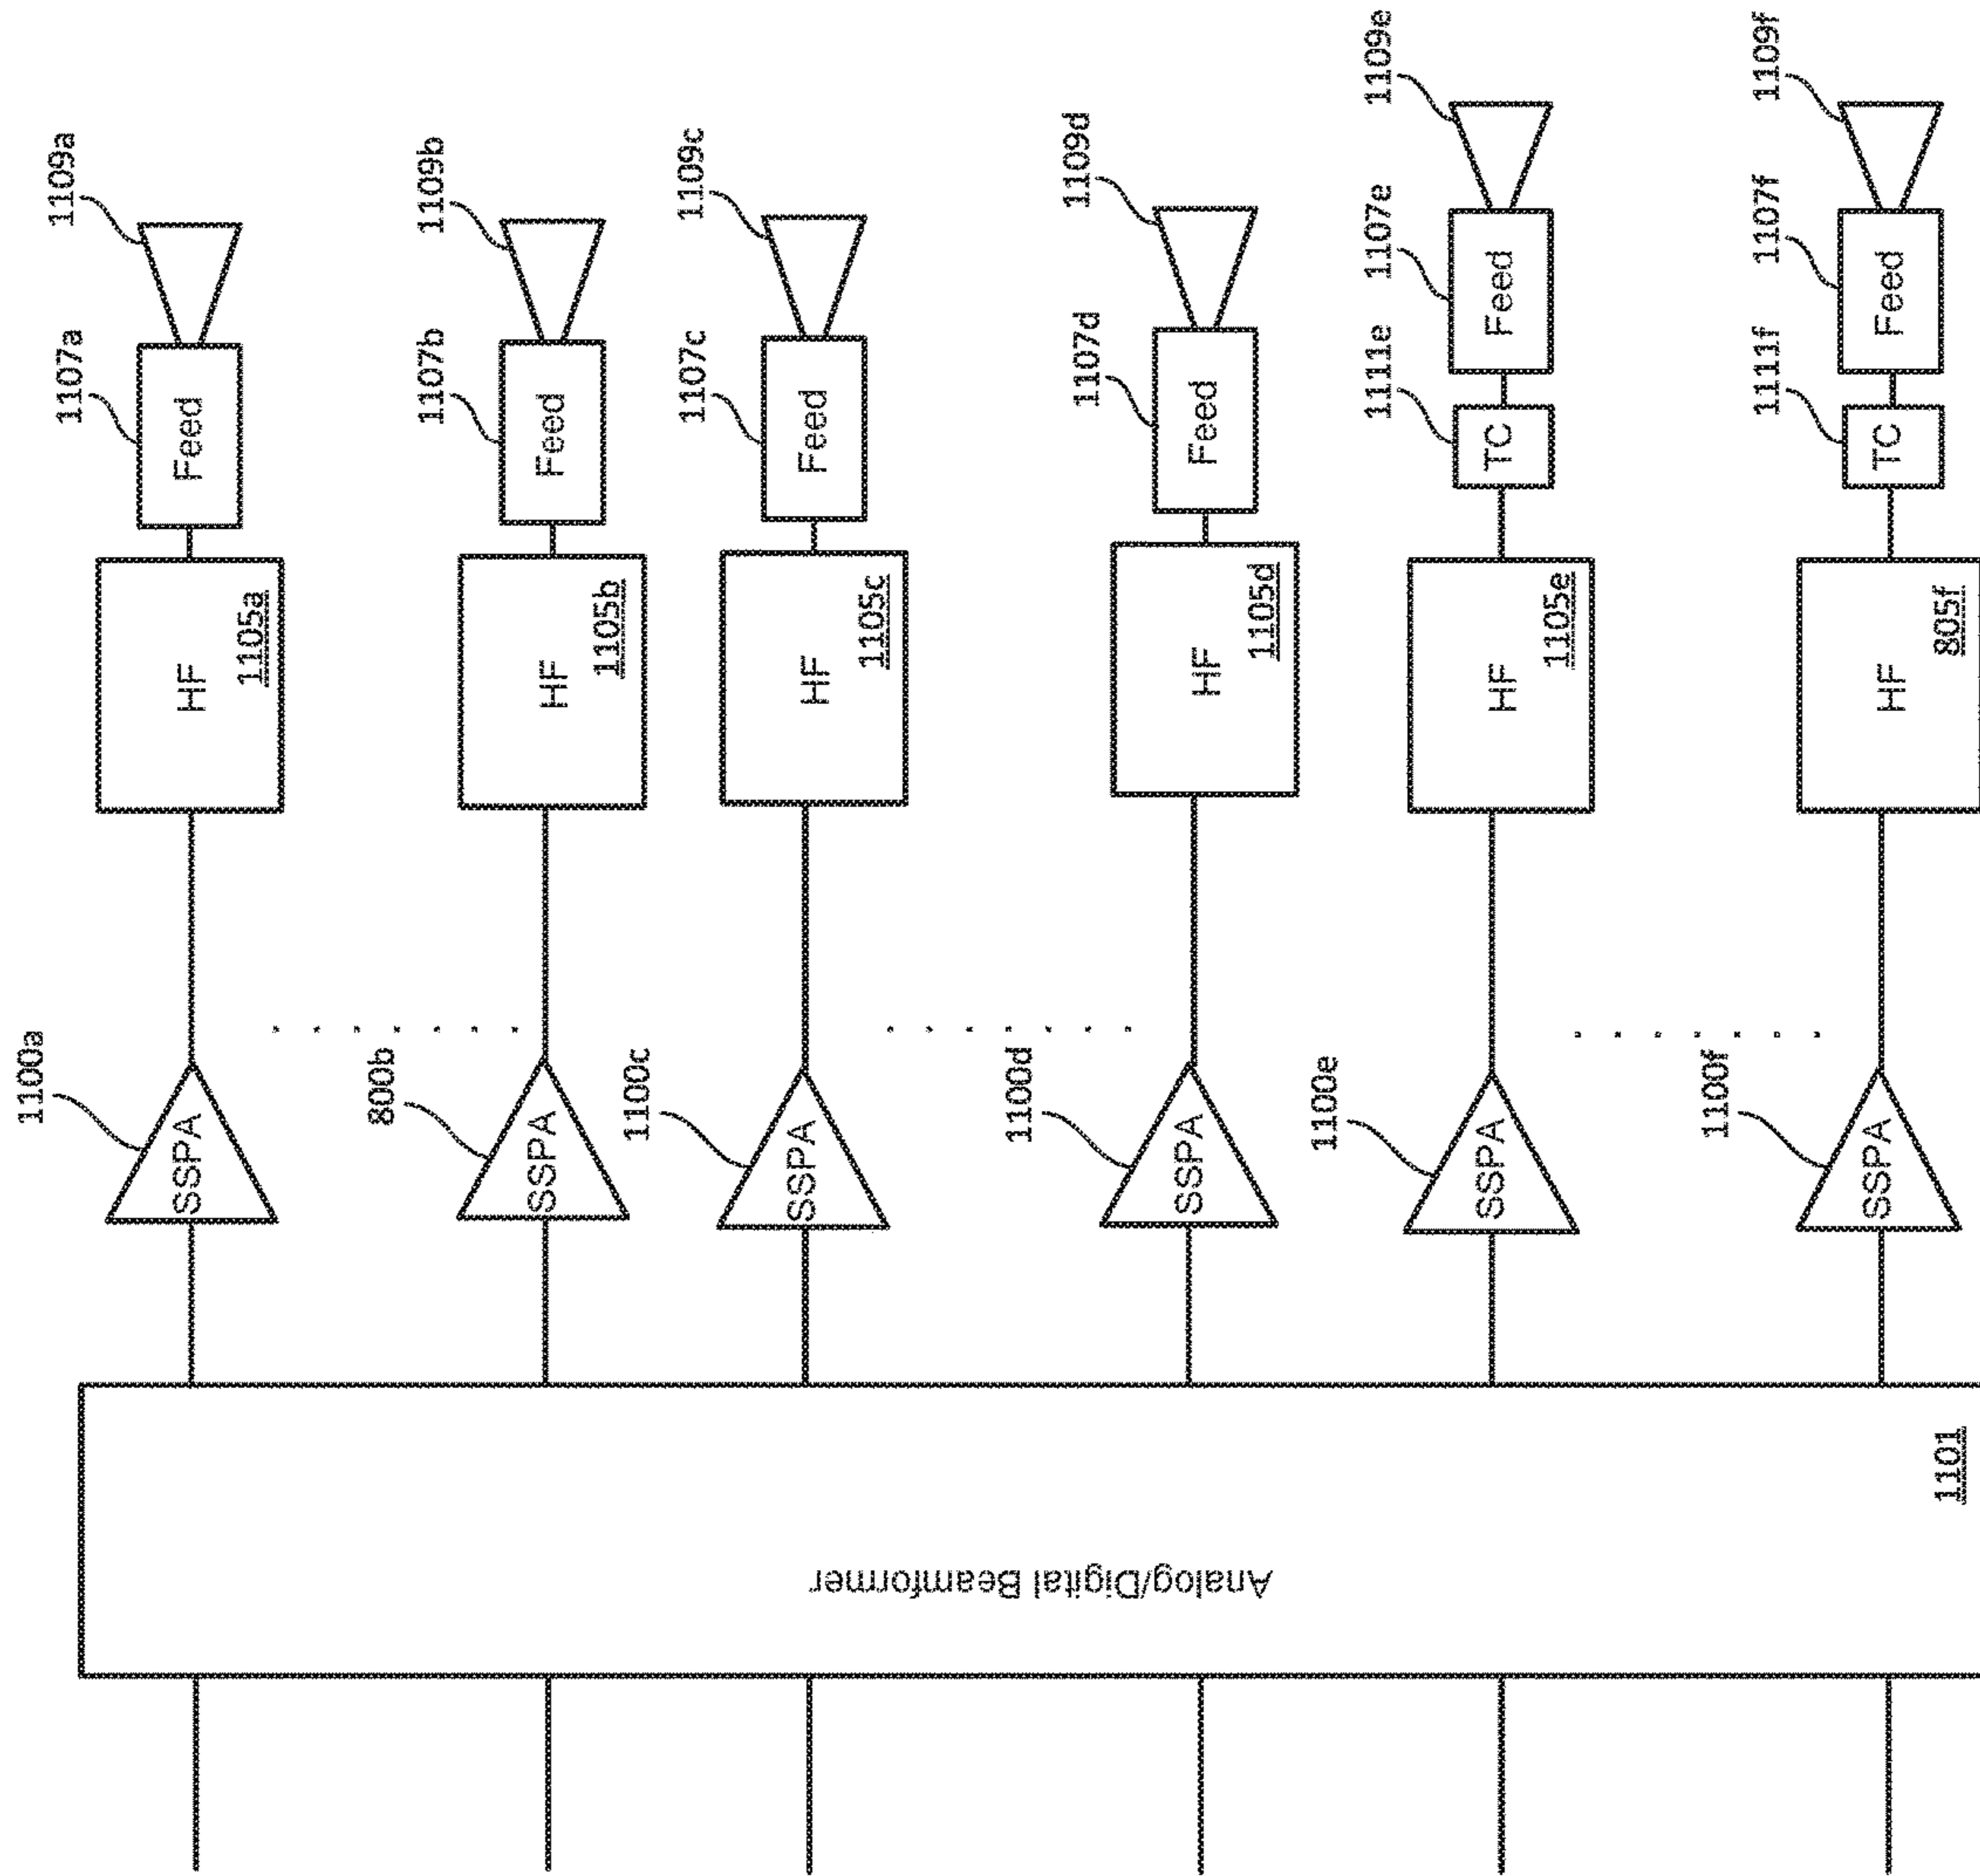 1100a
SSPA
HF
1105a
1107a
Feed
1109a
800b
SSPA
HF
1105b
1107b
Feed
1109b
1100c
SSPA
HF
1105c
1107c
Feed
1109c
1100d
SSPA
HF
1105d
1107d
Feed
1109d
1100e
SSPA
HF
1105e
1111e
TC
1107e
Feed
1109e
1100f
SSPA
HF
805f
1111f
TC
1107f
Feed
1109f
Analog/Digital Beamformer
1101